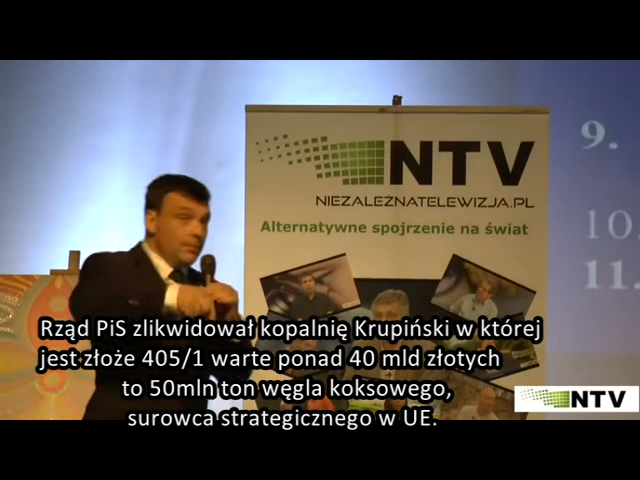 NTV
NIEZALEŻNATELEWIZJA.PL
Alternatywne spojrzenie na świat
9.
10.
11.
Rząd PiS zlikwidował kopalnię Krupiński w której
jest złoże 405/1 warte ponad 40 mld złotych
to 50mln ton węgla koksowego,
surowca strategicznego w UE.
NTV